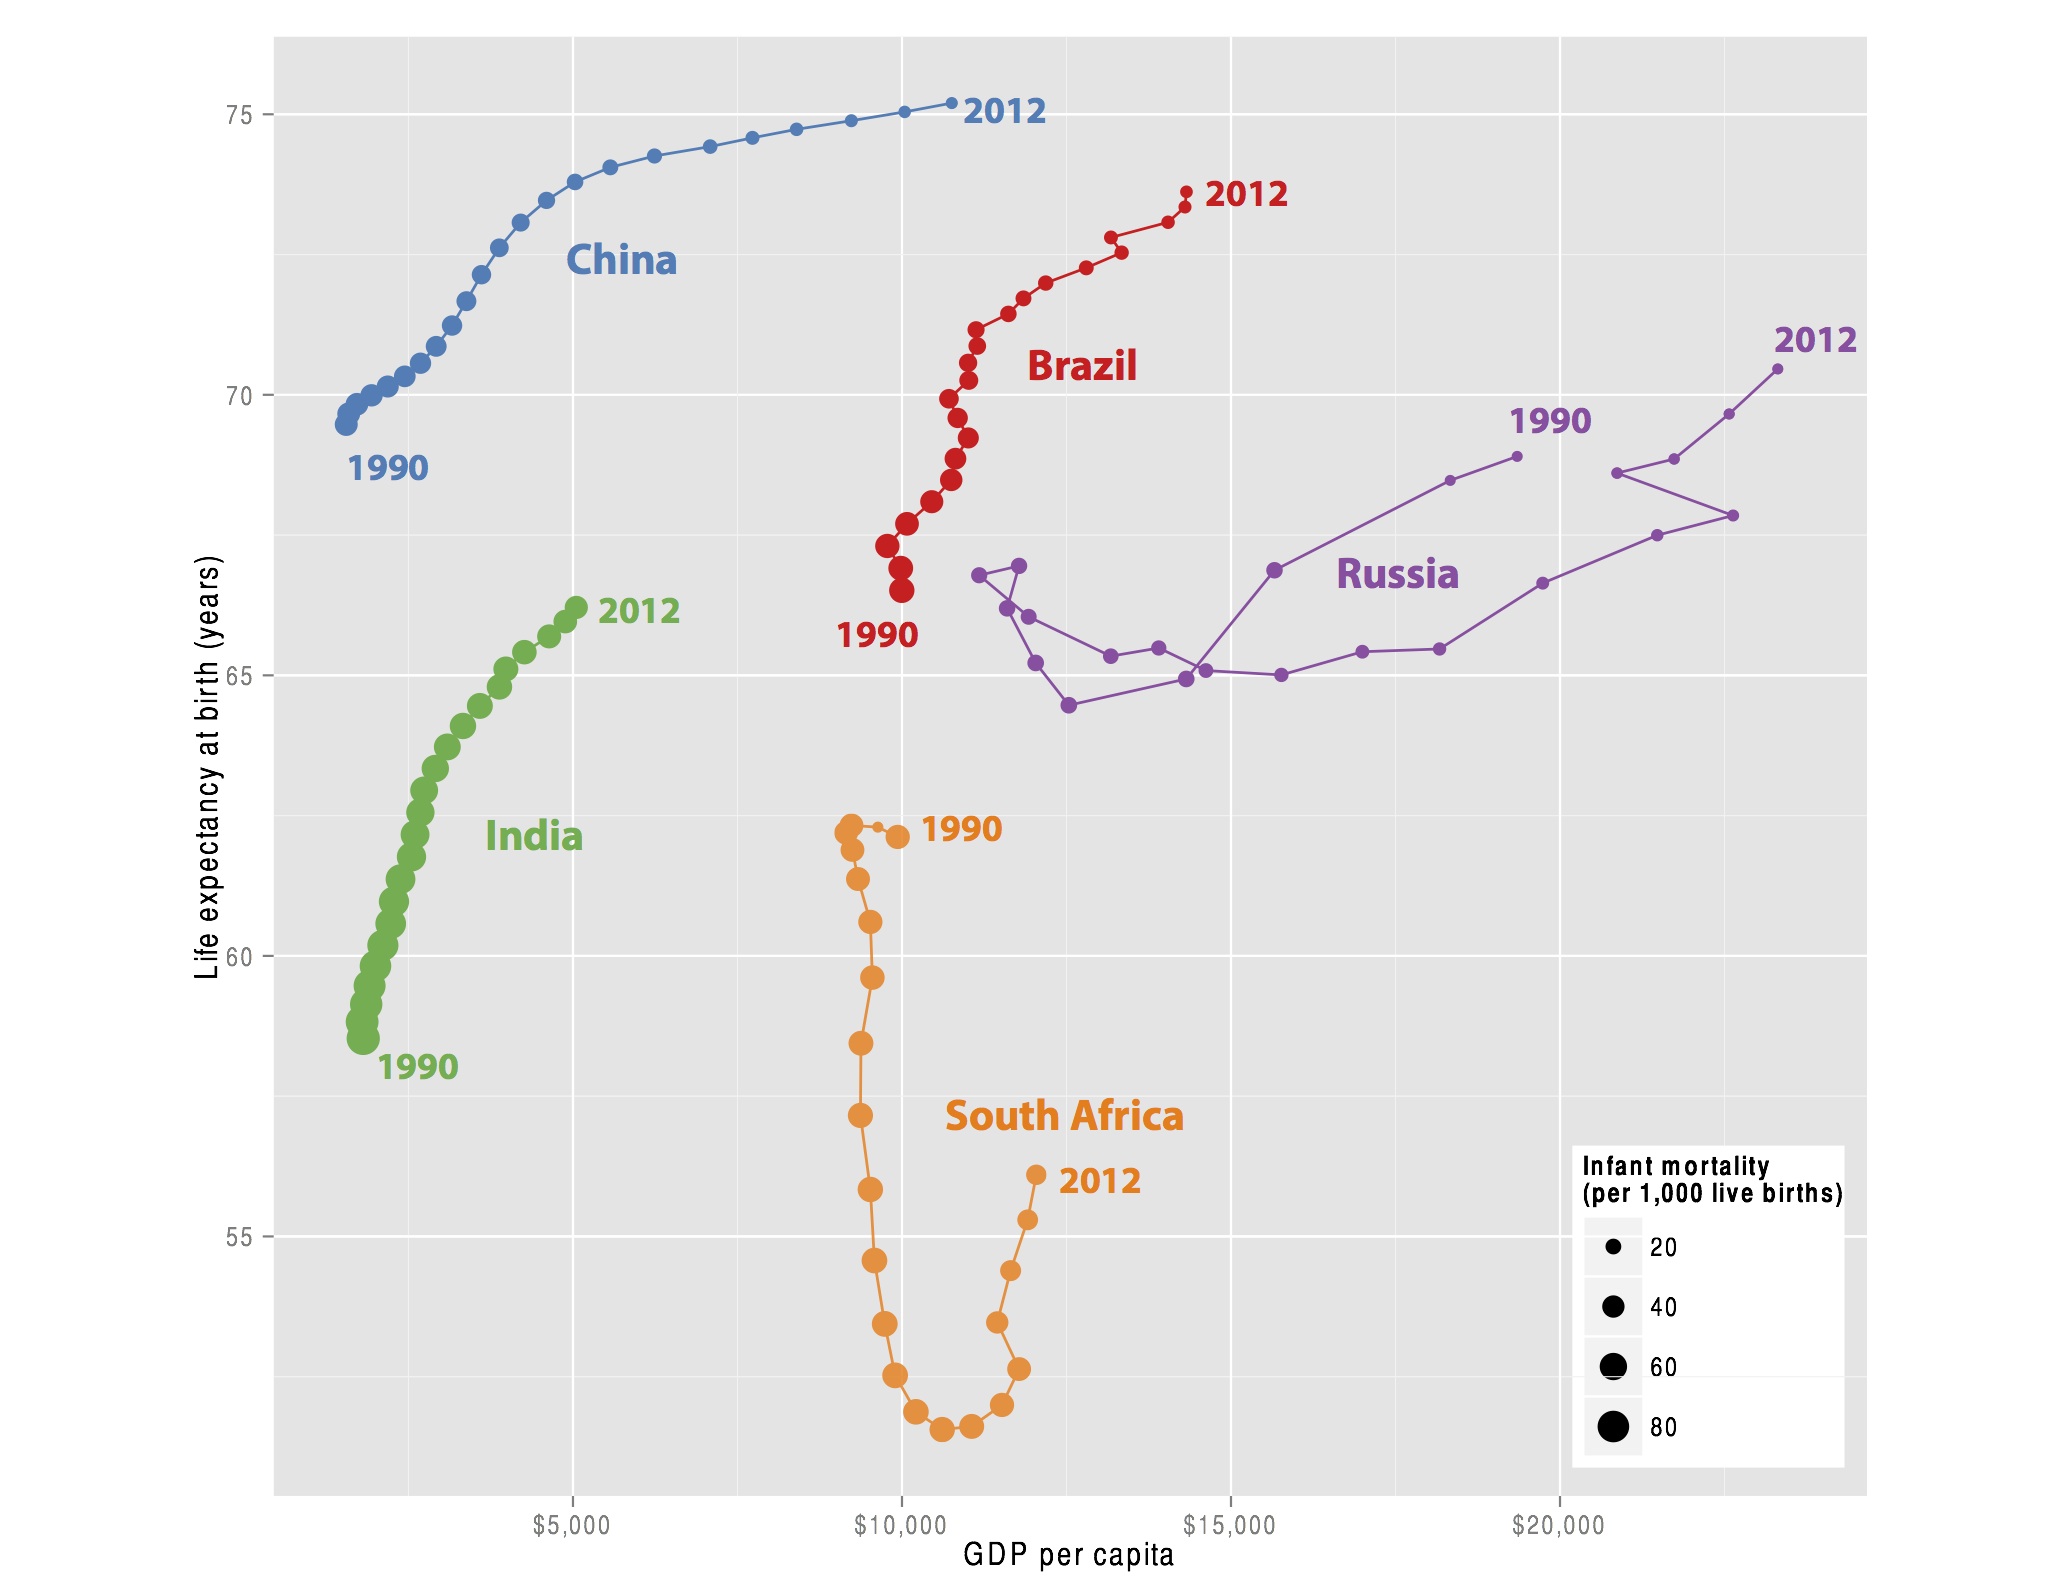 75
70
65
60
55
Life expectancy at birth (years)
2012
China
1990
2012
Brazil
1990
2012
1990
Russia
2012
India
1990
1990
South Africa
2012
Infant mortality
(per 1,000 live births)
20
40
60
80
$5,000
$10,000
$15,000
$20,000
GDP per capita